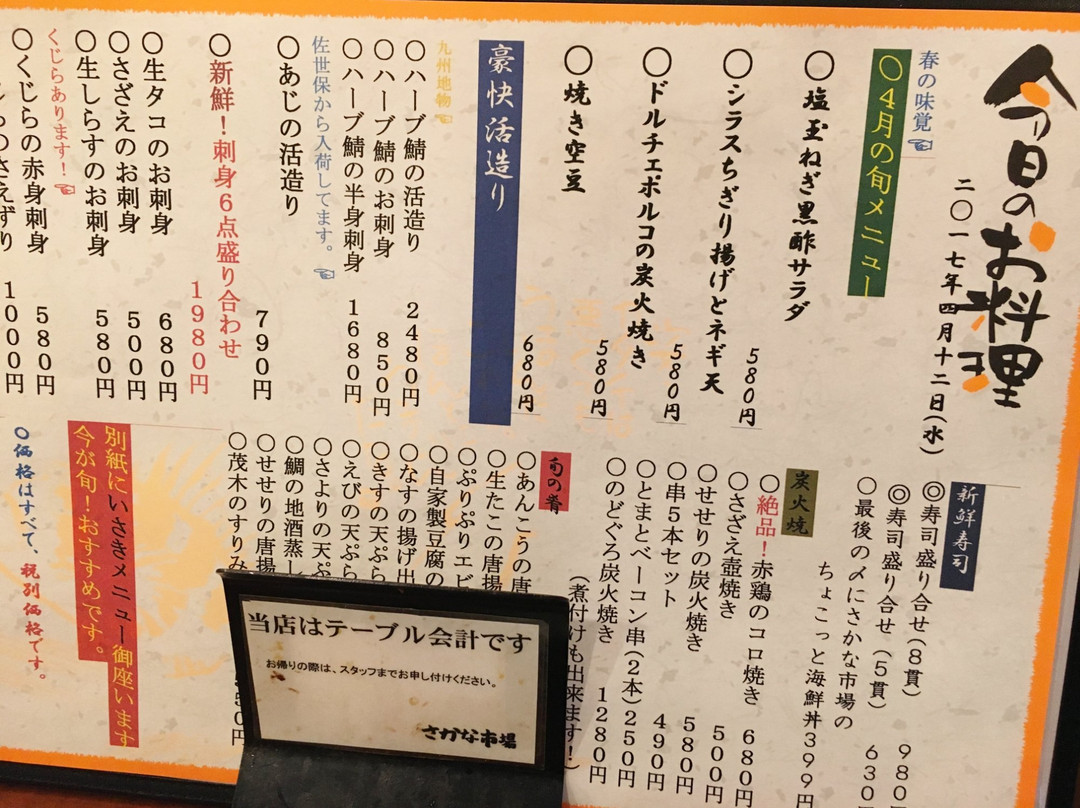 今日のお料理
二〇一七年四月十二日(水)
春の味覚☜
〇4月の旬メニュー
〇塩玉ねぎ黒酢サラダ
580円
〇シラスちぎり揚げとネギ天
580円
〇ドルチェポルコの炭火焼き
580円
〇焼き空豆
680円
豪快活造り
九州地物☜
〇ハーブ鯖の活造り 2480円
〇ハーブ鯖のお刺身 850円
〇ハーブ鯖の半身刺身 1680円
佐世保から入荷してます。☜
〇あじの活造り 790円
〇新鮮!刺身6点盛り合わせ
1980円
〇生タコのお刺身 680円
〇さざえのお刺身 500円
〇生しらすのお刺身 580円
くじらあります!☜
〇くじらの赤身刺身 580円
さえずり 1000円
新鮮寿司
◎寿司盛り合せ(8貫) 980
◎寿司盛り合せ(5貫) 630円
〇最後の〆にさかな市場の
ちょこっと海鮮丼399円
炭火焼
〇絶品!赤鶏のココ焼き 680円
〇さざえ壺焼き 500円
〇せせりの炭火焼き 580円
〇串5本セット 490円
〇とまとベーコン串(2本)250円
〇のどぐろ炭火焼き 1280円
(煮付けも出来ます!)
旬の肴
〇あんこうの唐
〇生たこの唐揚
〇ぷりぷりエビ
〇自家製豆腐の
〇なすの揚げ出
〇きすの天ぷら
〇えびの天ぷら
〇さよりの天ぷ
〇鯛の地酒蒸し
〇せせりの唐揚
〇茂木のすりみ
50円
別紙にいさきメニュー御座います
今が旬!おすすめです。
〇価格はすべて、税別価格です。
当店はテーブル会計です
お帰りの際は、スタッフまでお申し付けください。
さかな市場